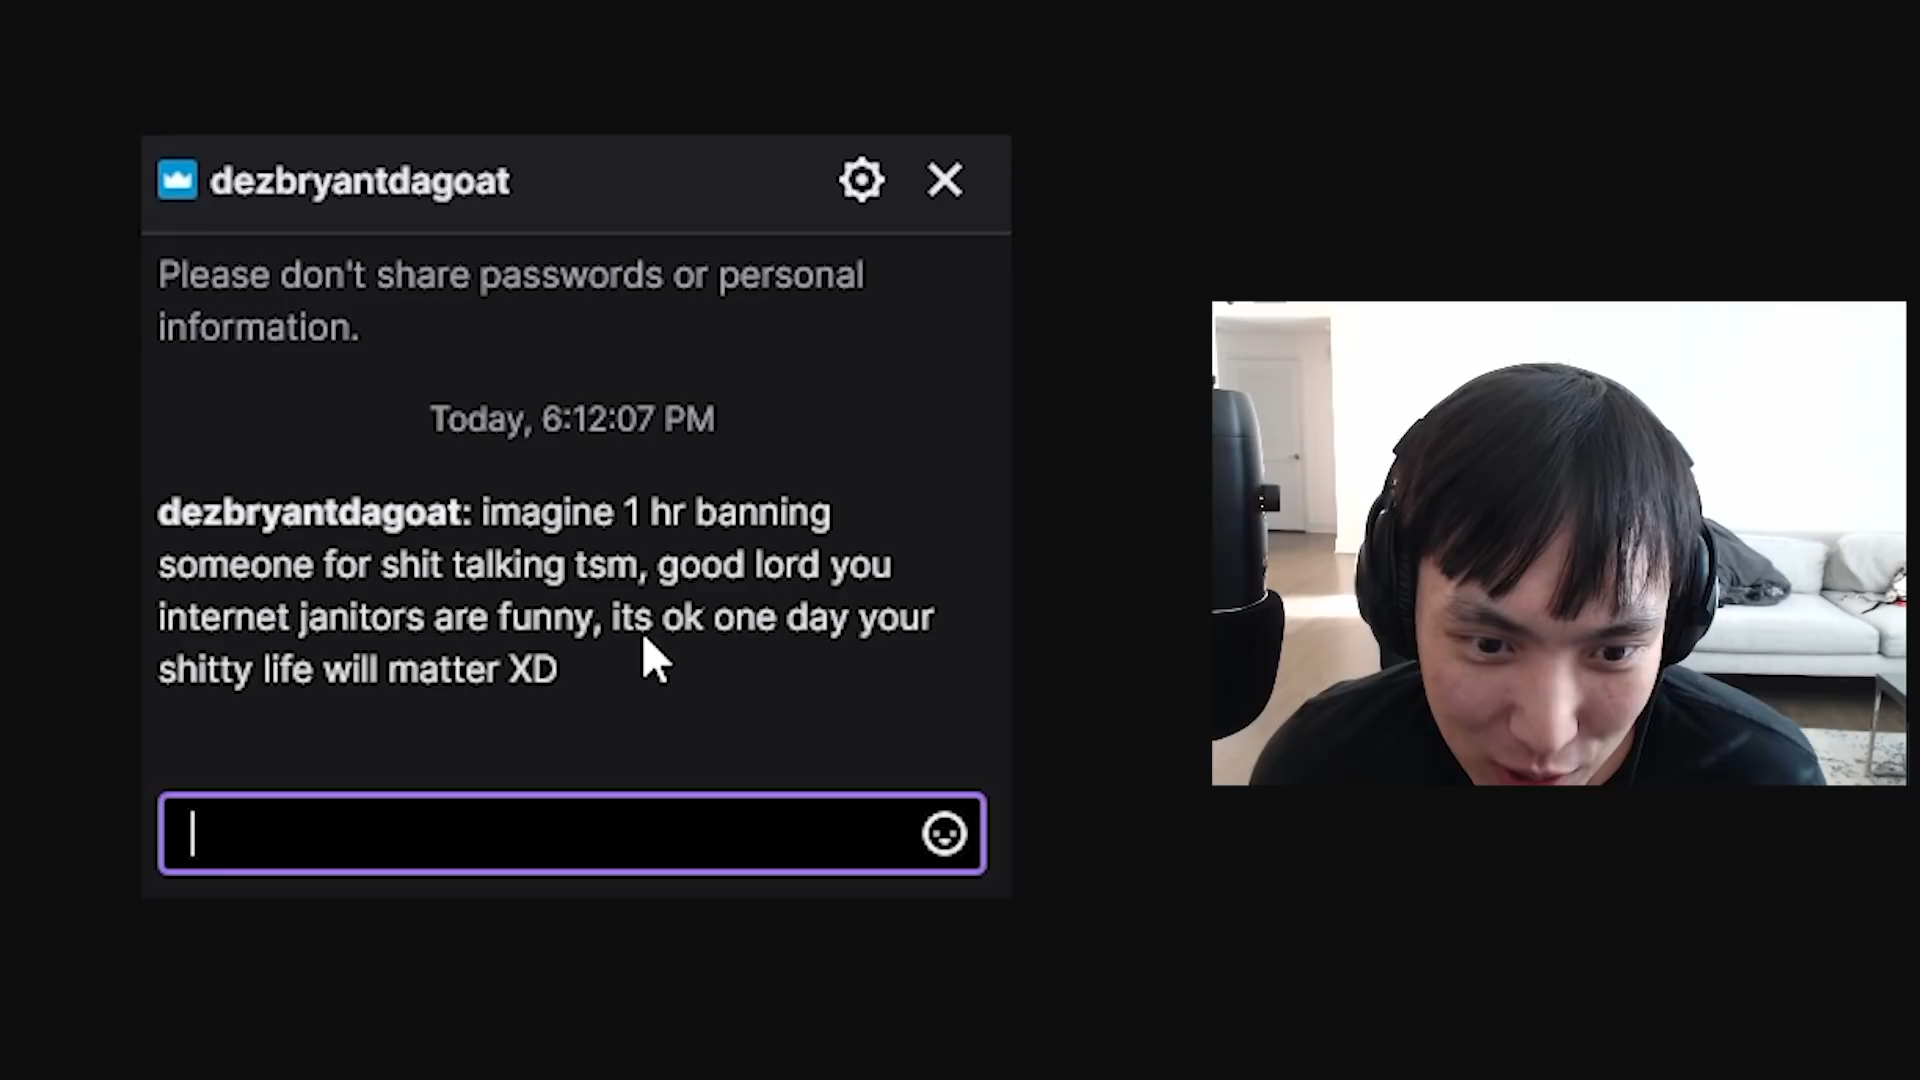 dezbryantdagoat
Please don't share passwords or personal
information.
Today, 6:12:07 PM
dezbryantdagoat: imagine 1 hr banning
someone for shit talking tsm, good lord you
internet janitors are funny, its ok one day your
shitty life will matter XD